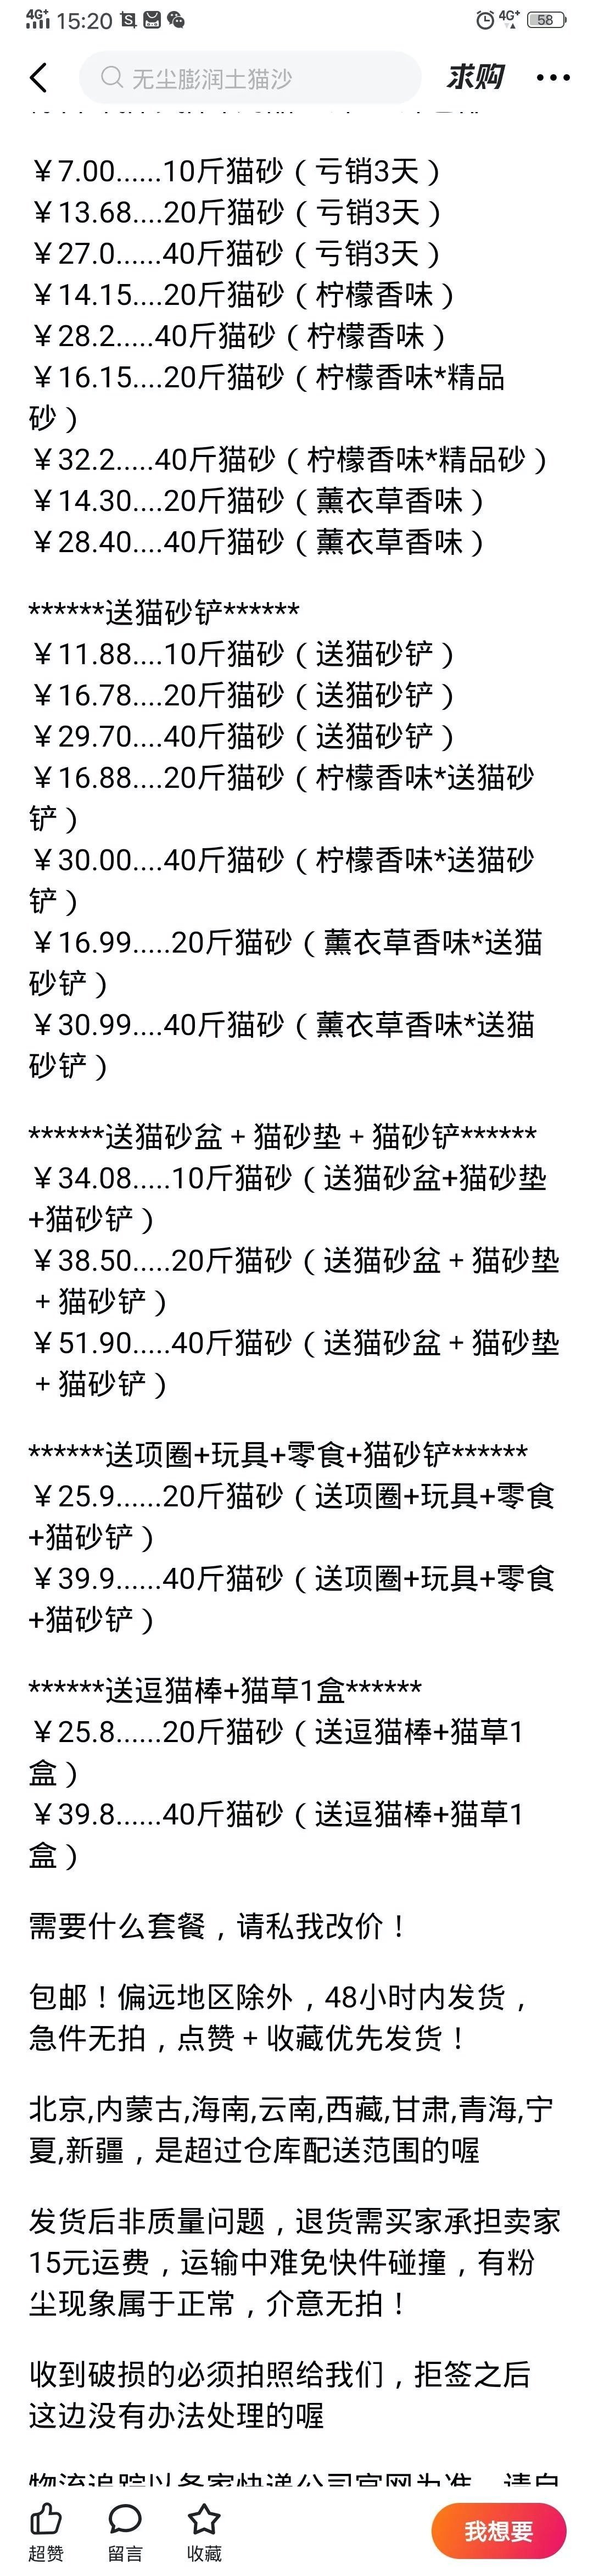 4G+ 15:20 4G+ 58
无尘膨润土猫沙 求购
￥7.00......10斤猫砂（亏销3天）
￥13.68....20斤猫砂（亏销3天）
￥27.0......40斤猫砂（亏销3天）
￥14.15....20斤猫砂（柠檬香味）
￥28.2.....40斤猫砂（柠檬香味）
￥16.15....20斤猫砂（柠檬香味*精品
砂）
￥32.2.....40斤猫砂（柠檬香味*精品砂）
￥14.30....20斤猫砂（薰衣草香味）
￥28.40....40斤猫砂（薰衣草香味）
******送猫砂铲******
￥11.88....10斤猫砂（送猫砂铲）
￥16.78....20斤猫砂（送猫砂铲）
￥29.70....40斤猫砂（送猫砂铲）
￥16.88....20斤猫砂（柠檬香味*送猫砂
铲）
￥30.00....40斤猫砂（柠檬香味*送猫砂
铲）
￥16.99.....20斤猫砂（薰衣草香味*送猫
砂铲）
￥30.99....40斤猫砂（薰衣草香味*送猫
砂铲）
******送猫砂盆＋猫砂垫＋猫砂铲******
￥34.08.....10斤猫砂（送猫砂盆+猫砂垫
+猫砂铲）
￥38.50.....20斤猫砂（送猫砂盆＋猫砂垫
＋猫砂铲）
￥51.90.....40斤猫砂（送猫砂盆＋猫砂垫
＋猫砂铲）
******送项圈+玩具+零食+猫砂铲******
￥25.9......20斤猫砂（送项圈+玩具+零食
+猫砂铲）
￥39.9......40斤猫砂（送项圈+玩具+零食
+猫砂铲）
******送逗猫棒+猫草1盒******
￥25.8......20斤猫砂（送逗猫棒+猫草1
盒）
￥39.8......40斤猫砂（送逗猫棒+猫草1
盒）
需要什么套餐，请私我改价！
包邮！偏远地区除外，48小时内发货，
急件无拍，点赞＋收藏优先发货！
北京,内蒙古,海南,云南,西藏,甘肃,青海,宁
夏,新疆，是超过仓库配送范围的喔
发货后非质量问题，退货需买家承担卖家
15元运费，运输中难免快件碰撞，有粉
尘现象属于正常，介意无拍！
收到破损的必须拍照给我们，拒签之后
这边没有办法处理的喔
物流追踪以各家快递公司官网为准，请自
超赞 留言 收藏 我想要